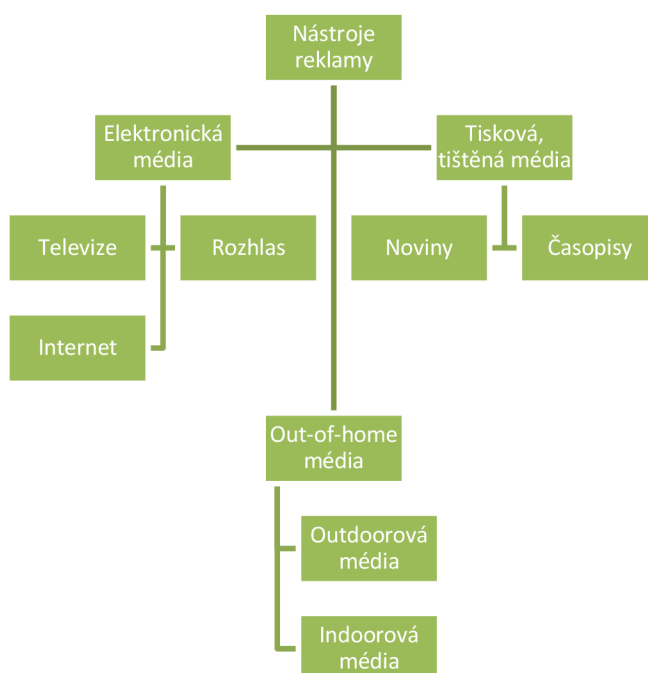 Nástroje
reklamy
Elektronická
média
Tisková,
tištěná média
Televize
Rozhlas
Noviny
Časopisy
Internet
Out-of-home
média
Outdoorová
média
Indoorová
média